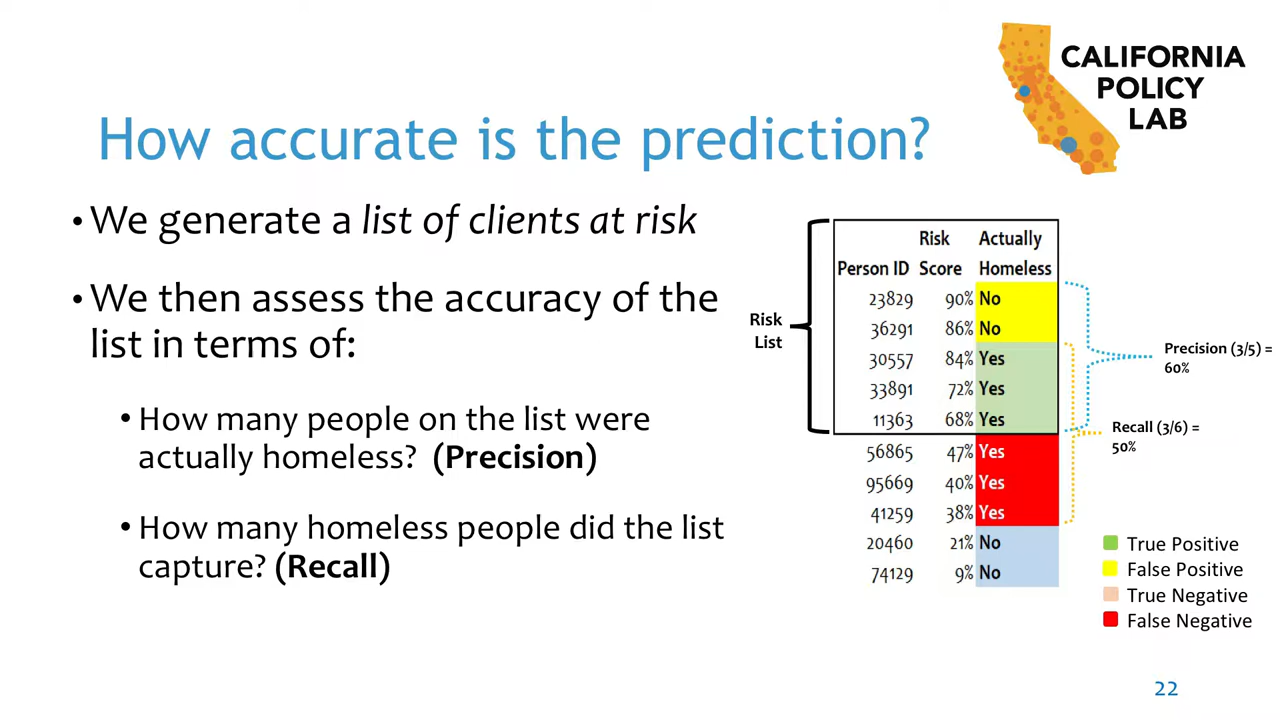 CALIFORNIA
POLICY
LAB
How accurate is the prediction?
• We generate a list of clients at risk
• We then assess the accuracy of the
list in terms of:
• How many people on the list were
actually homeless? (Precision)
• How many homeless people did the list
capture? (Recall)
Risk
List
Risk Actually
Person ID Score Homeless
23829 90% No
36291 86% No
30557 84% Yes
33891 72% Yes
11363 68% Yes
56865 47% Yes
95669 40% Yes
41259 38% Yes
20460 21% No
74129 9% No
Precision (3/5) =
60%
Recall (3/6) =
50%
True Positive
False Positive
True Negative
False Negative
22